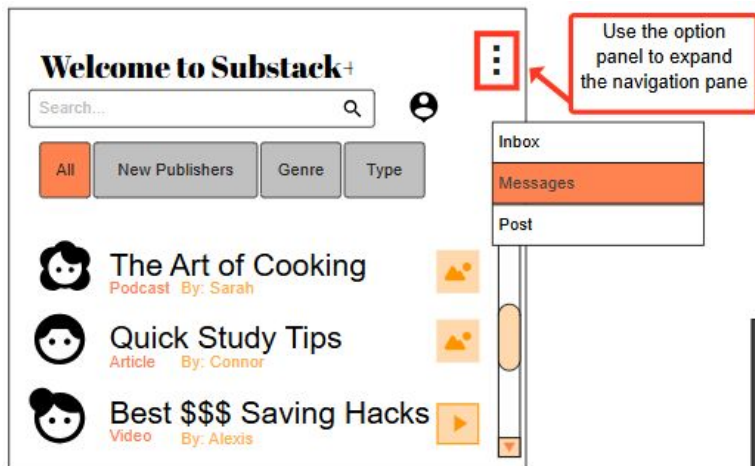 Use the option
panel to expand
the navigation pane
Welcome to Substack+
Search...
All New Publishers Genre Type
Inbox
Messages
Post
The Art of Cooking
Podcast By: Sarah
Quick Study Tips
Article By: Connor
Best $$$ Saving Hacks
Video By: Alexis